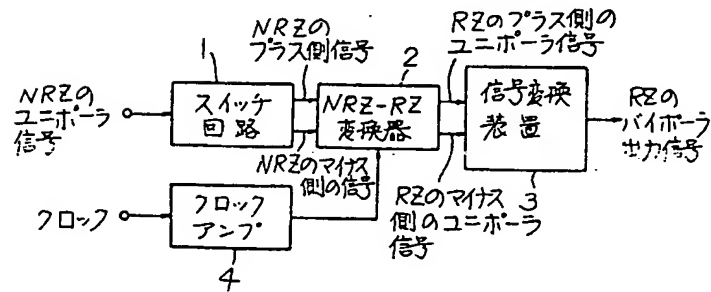 NRZの
プラス側信号
RZのプラス側の
ユニポーラ信号
1
2
NRZの
ユニポーラ
信号
スイッチ
回路
NRZ-RZ
変換器
信号変換
装置
RZの
バイポーラ
出力信号
NRZのマイナス
側の信号
RZのマイナス
側のユニポーラ
信号
3
クロック
クロック
アンプ
4